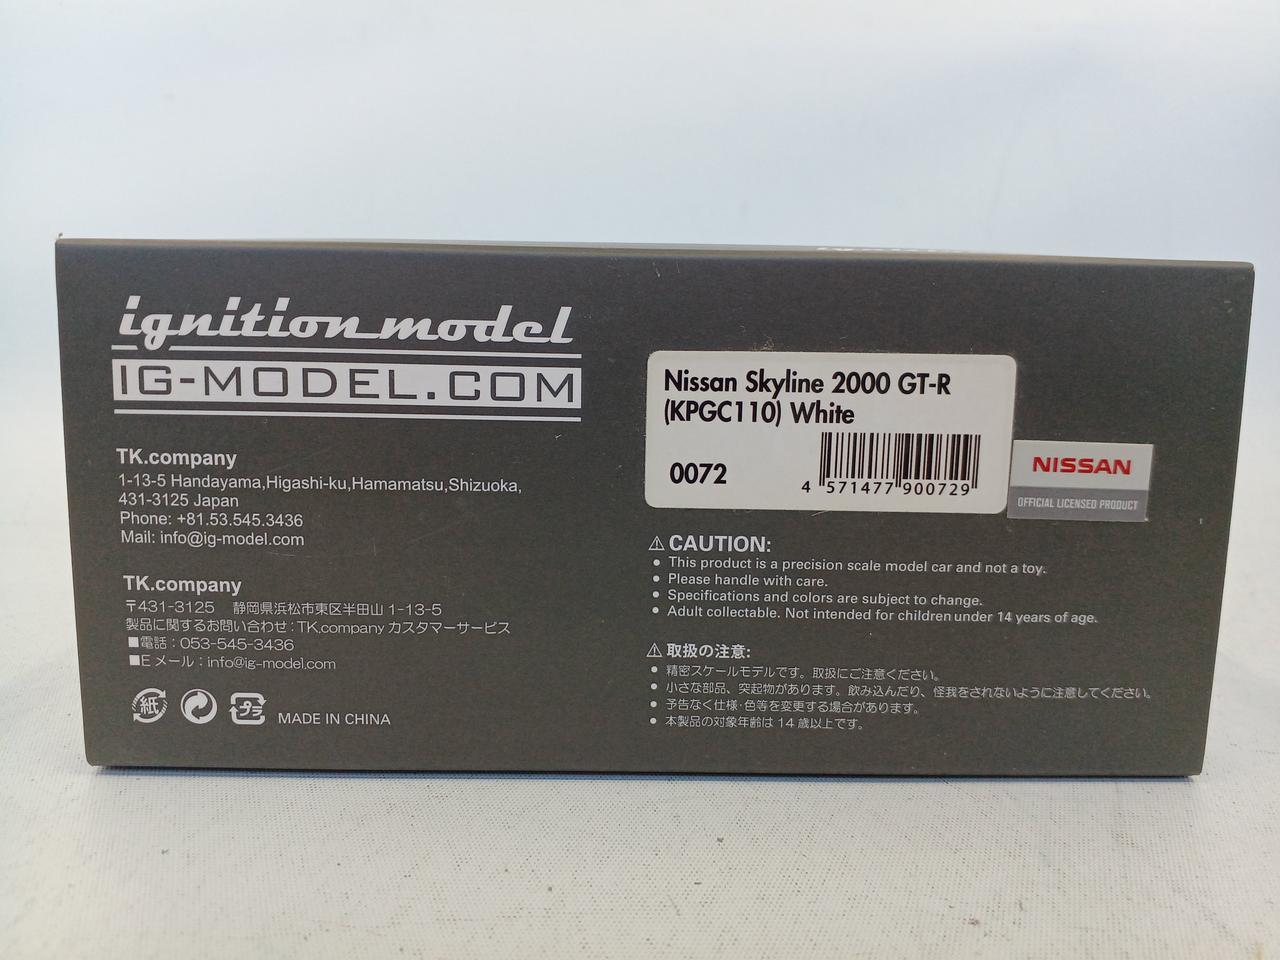 ignition model
IG-MODEL.COM
TK.company
1-13-5 Handayama,Higashi-ku,Hamamatsu,Shizuoka,
431-3125 Japan
Phone: +81.53.545.3436
Mail: info@ig-model.com
TK.company
〒431-3125 静岡県浜松市東区半田山 1-13-5
製品に関するお問い合わせ：TK.company カスタマーサービス
■電話：053-545-3436
■E メール：info@ig-model.com
紙
プラ
MADE IN CHINA
Nissan Skyline 2000 GT-R
(KPGC110) White
0072
4 571477 900729
NISSAN
OFFICIAL LICENSED PRODUCT
⚠ CAUTION:
● This product is a precision scale model car and not a toy.
● Please handle with care.
● Specifications and colors are subject to change.
● Adult collectable. Not intended for children under 14 years of age.
⚠ 取扱の注意:
● 精密スケールモデルです。取扱にご注意ください。
● 小さな部品、突起物があります。飲み込んだり、怪我をされないように注意してください。
● 予告なく仕様・色等を変更する場合があります。
● 本製品の対象年齢は 14 歳以上です。